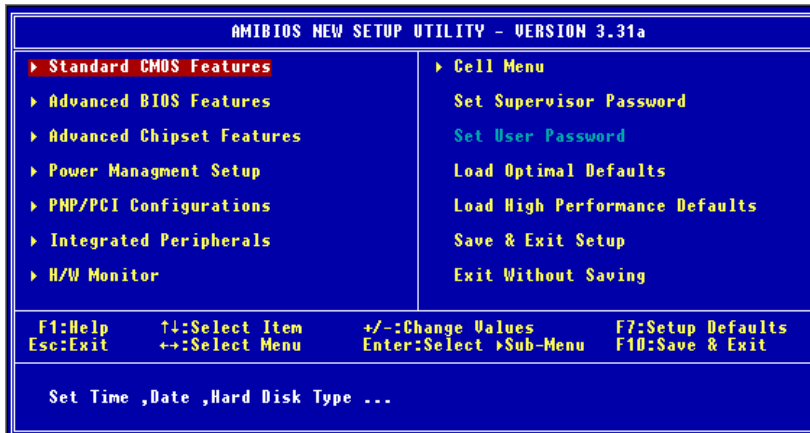 AMIBIOS NEW SETUP UTILITY - VERSION 3.31a
Standard CMOS Features
Advanced BIOS Features
Advanced Chipset Features
Power Managment Setup
PNP/PCI Configurations
Integrated Peripherals
H/W Monitor
Cell Menu
Set Supervisor Password
Set User Password
Load Optimal Defaults
Load High Performance Defaults
Save & Exit Setup
Exit Without Saving
F1:Help ↑↓:Select Item +/-:Change Values F7:Setup Defaults
Esc:Exit ←→:Select Menu Enter:Select ▸Sub-Menu F10:Save & Exit
Set Time ,Date ,Hard Disk Type ...